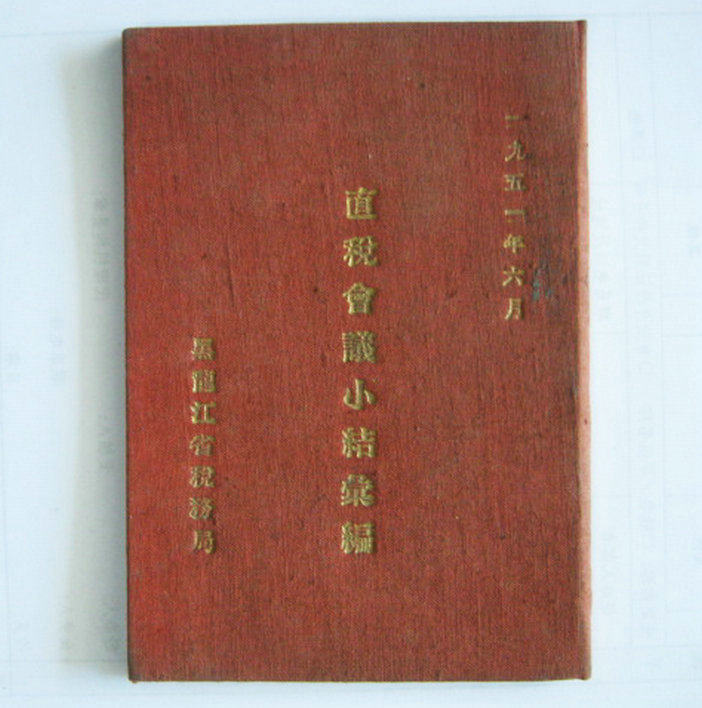 一九五一年六月
直稅會議小結彙編
黑龍江省稅務局